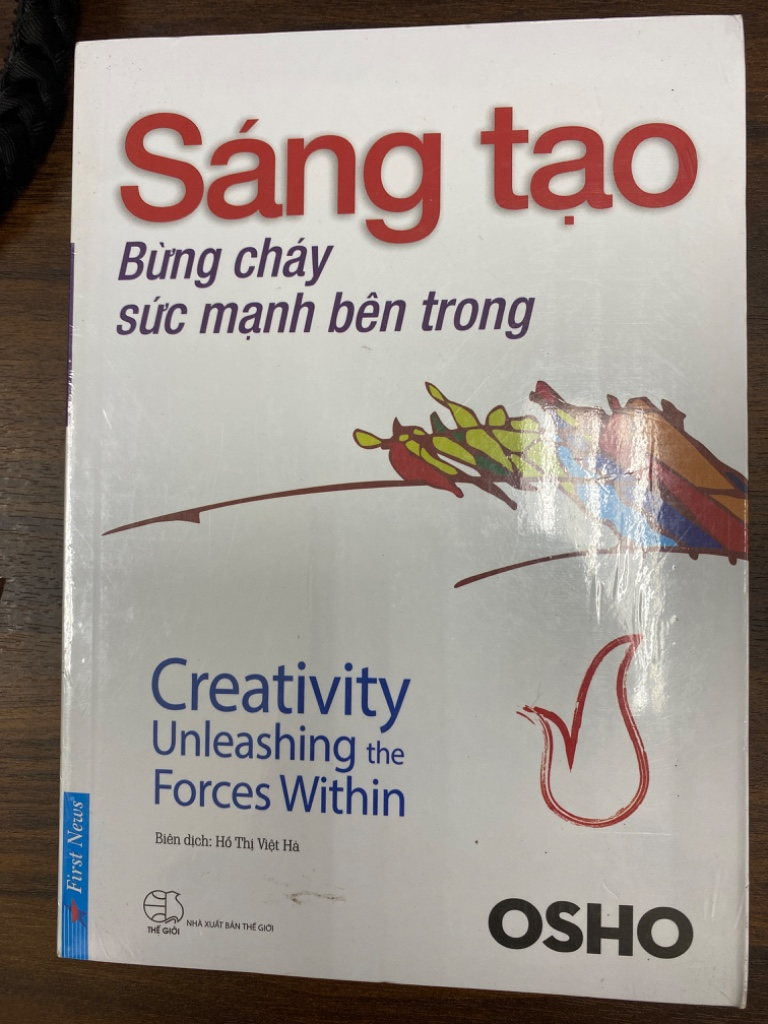 Sáng tạo
Bừng cháy
sức mạnh bên trong
Creativity
Unleashing the
Forces Within
Biên dịch: Hồ Thị Việt Hà
First News
THẾ GIỚI
NHÀ XUẤT BẢN THẾ GIỚI
OSHO